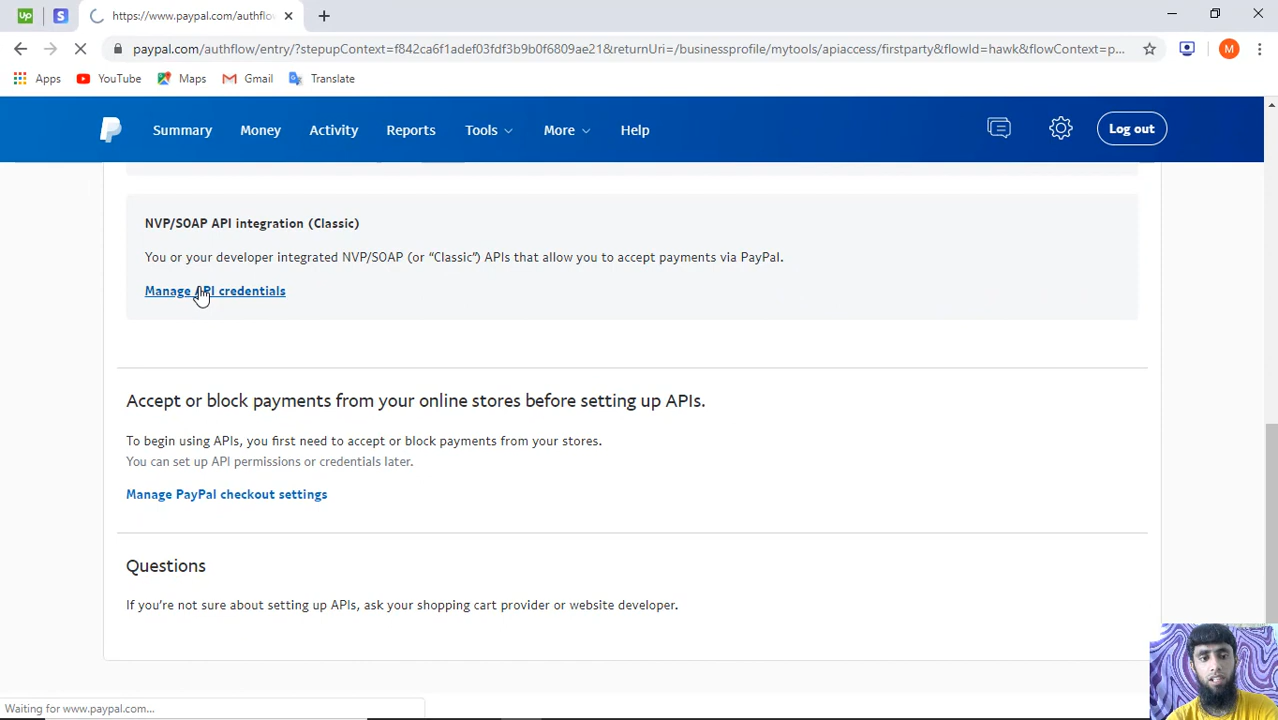 up
S
https://www.paypal.com/authflow
paypal.com/authflow/entry/?stepupContext=f842ca6f1adef03fdf3b9b0f6809ae21&returnUri=/businessprofile/mytools/apiaccess/firstparty&flowId=hawk&flowContext=p...
M
Apps YouTube Maps Gmail Translate
Summary Money Activity Reports Tools More Help Log out
NVP/SOAP API integration (Classic)
You or your developer integrated NVP/SOAP (or “Classic”) APIs that allow you to accept payments via PayPal.
Manage API credentials
Accept or block payments from your online stores before setting up APIs.
To begin using APIs, you first need to accept or block payments from your stores.
You can set up API permissions or credentials later.
Manage PayPal checkout settings
Questions
If you’re not sure about setting up APIs, ask your shopping cart provider or website developer.
Waiting for www.paypal.com...